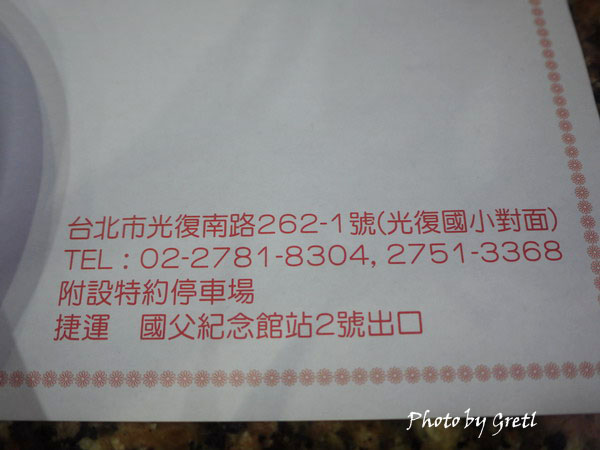 台北市光復南路262-1號(光復國小對面)
TEL：02-2781-8304, 2751-3368
附設特約停車場
捷運　國父紀念館站2號出口
Photo by Gretl